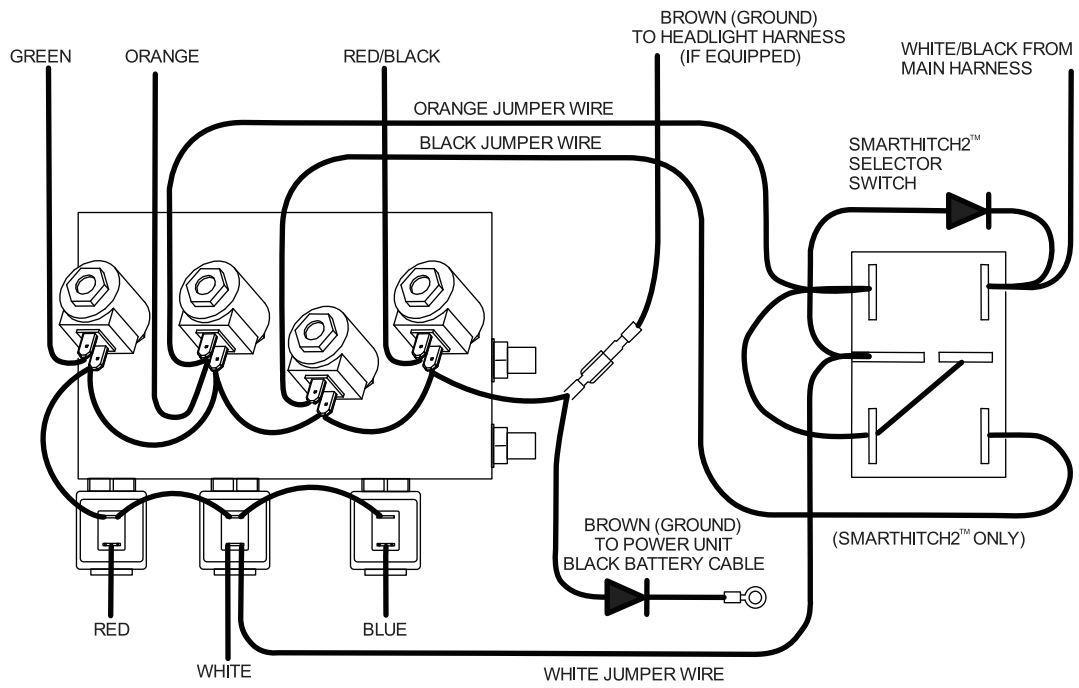 BROWN (GROUND)
TO HEADLIGHT HARNESS
(IF EQUIPPED)
GREEN
ORANGE
RED/BLACK
WHITE/BLACK FROM
MAIN HARNESS
ORANGE JUMPER WIRE
BLACK JUMPER WIRE
SMARTHITCH2™
SELECTOR
SWITCH
BROWN (GROUND)
TO POWER UNIT
BLACK BATTERY CABLE
(SMARTHITCH2™ ONLY)
RED
BLUE
WHITE
WHITE JUMPER WIRE